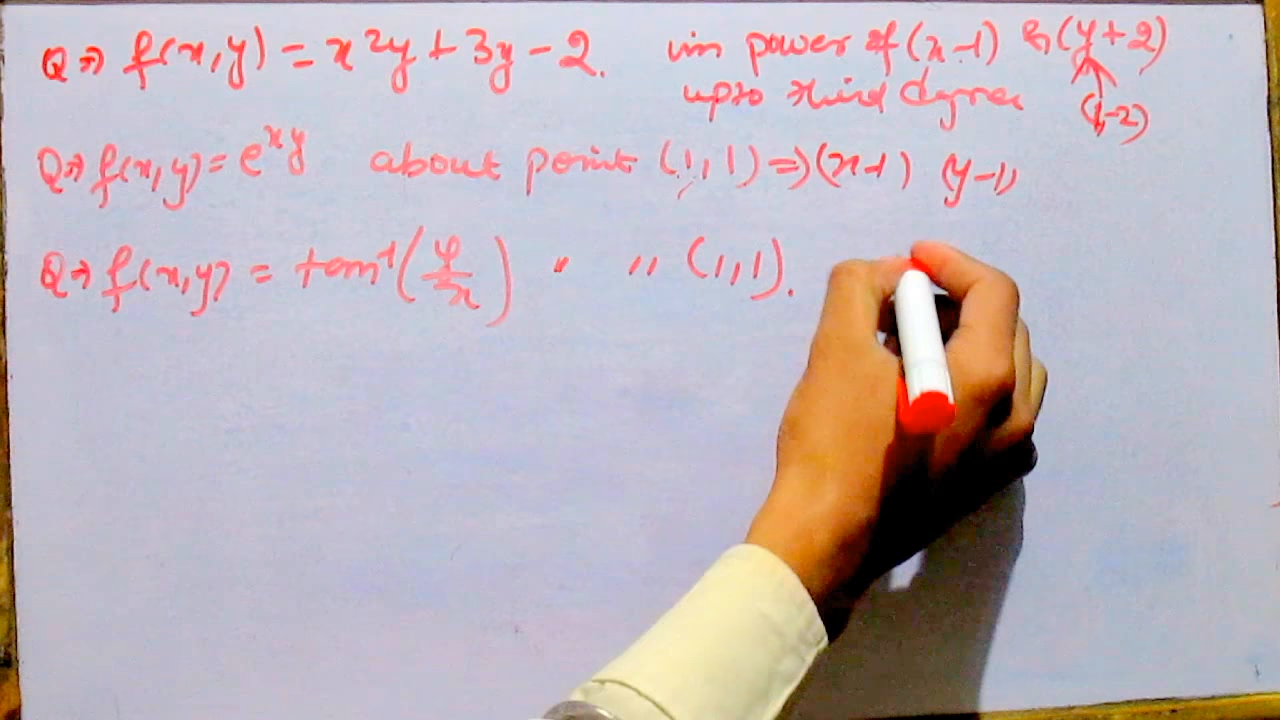 Q→ f(x,y) = x²y + 3y - 2. in power of (x-1) & (y+2)
upto third degree (1,-2)
Q→ f(x,y) = e^xy about point (1,1) ⇒ (x-1) (y-1)
Q→ f(x,y) = tan⁻¹(y/x) " " (1,1).